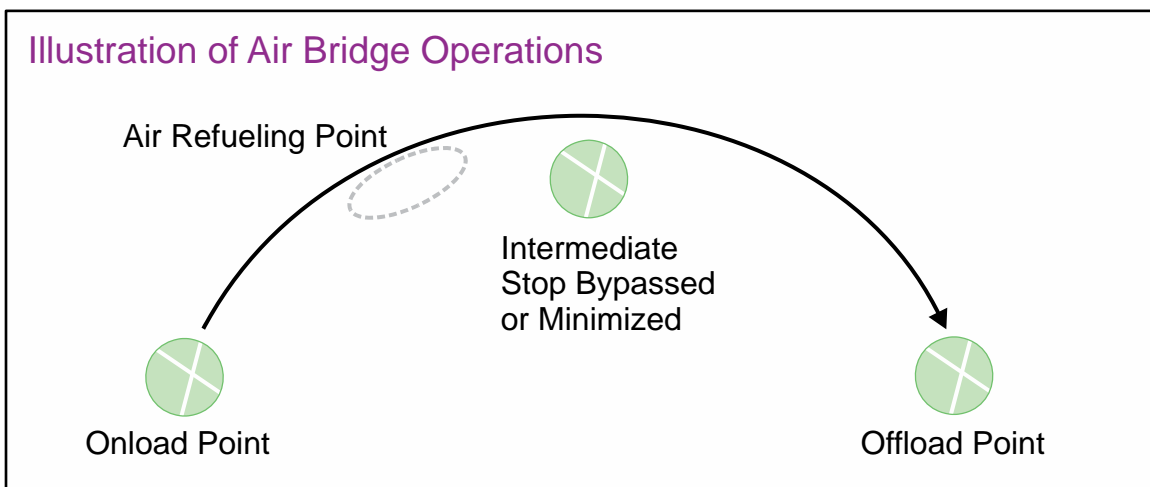 Illustration of Air Bridge Operations
Air Refueling Point
Intermediate
Stop Bypassed
or Minimized
Onload Point
Offload Point